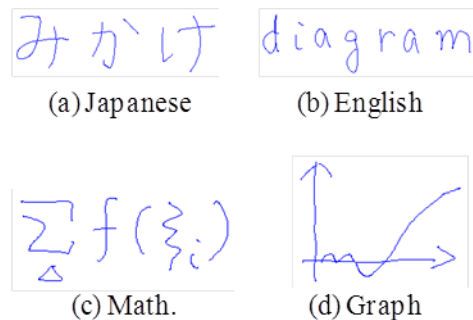 みかけ diagram
(a) Japanese (b) English
∑ f(ξi)
Δ
(c) Math. (d) Graph